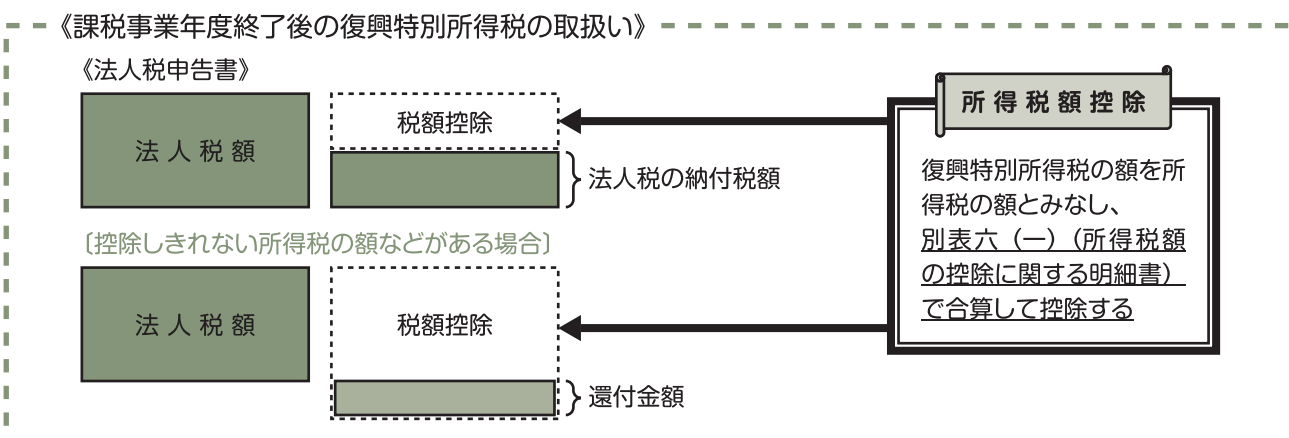 《課税事業年度終了後の復興特別所得税の取扱い》
《法人税申告書》
法人税額
税額控除
法人税の納付税額
〔控除しきれない所得税の額などがある場合〕
法人税額
税額控除
還付金額
所得税額控除
復興特別所得税の額を所
得税の額とみなし、
別表六（一）（所得税額
の控除に関する明細書）
で合算して控除する